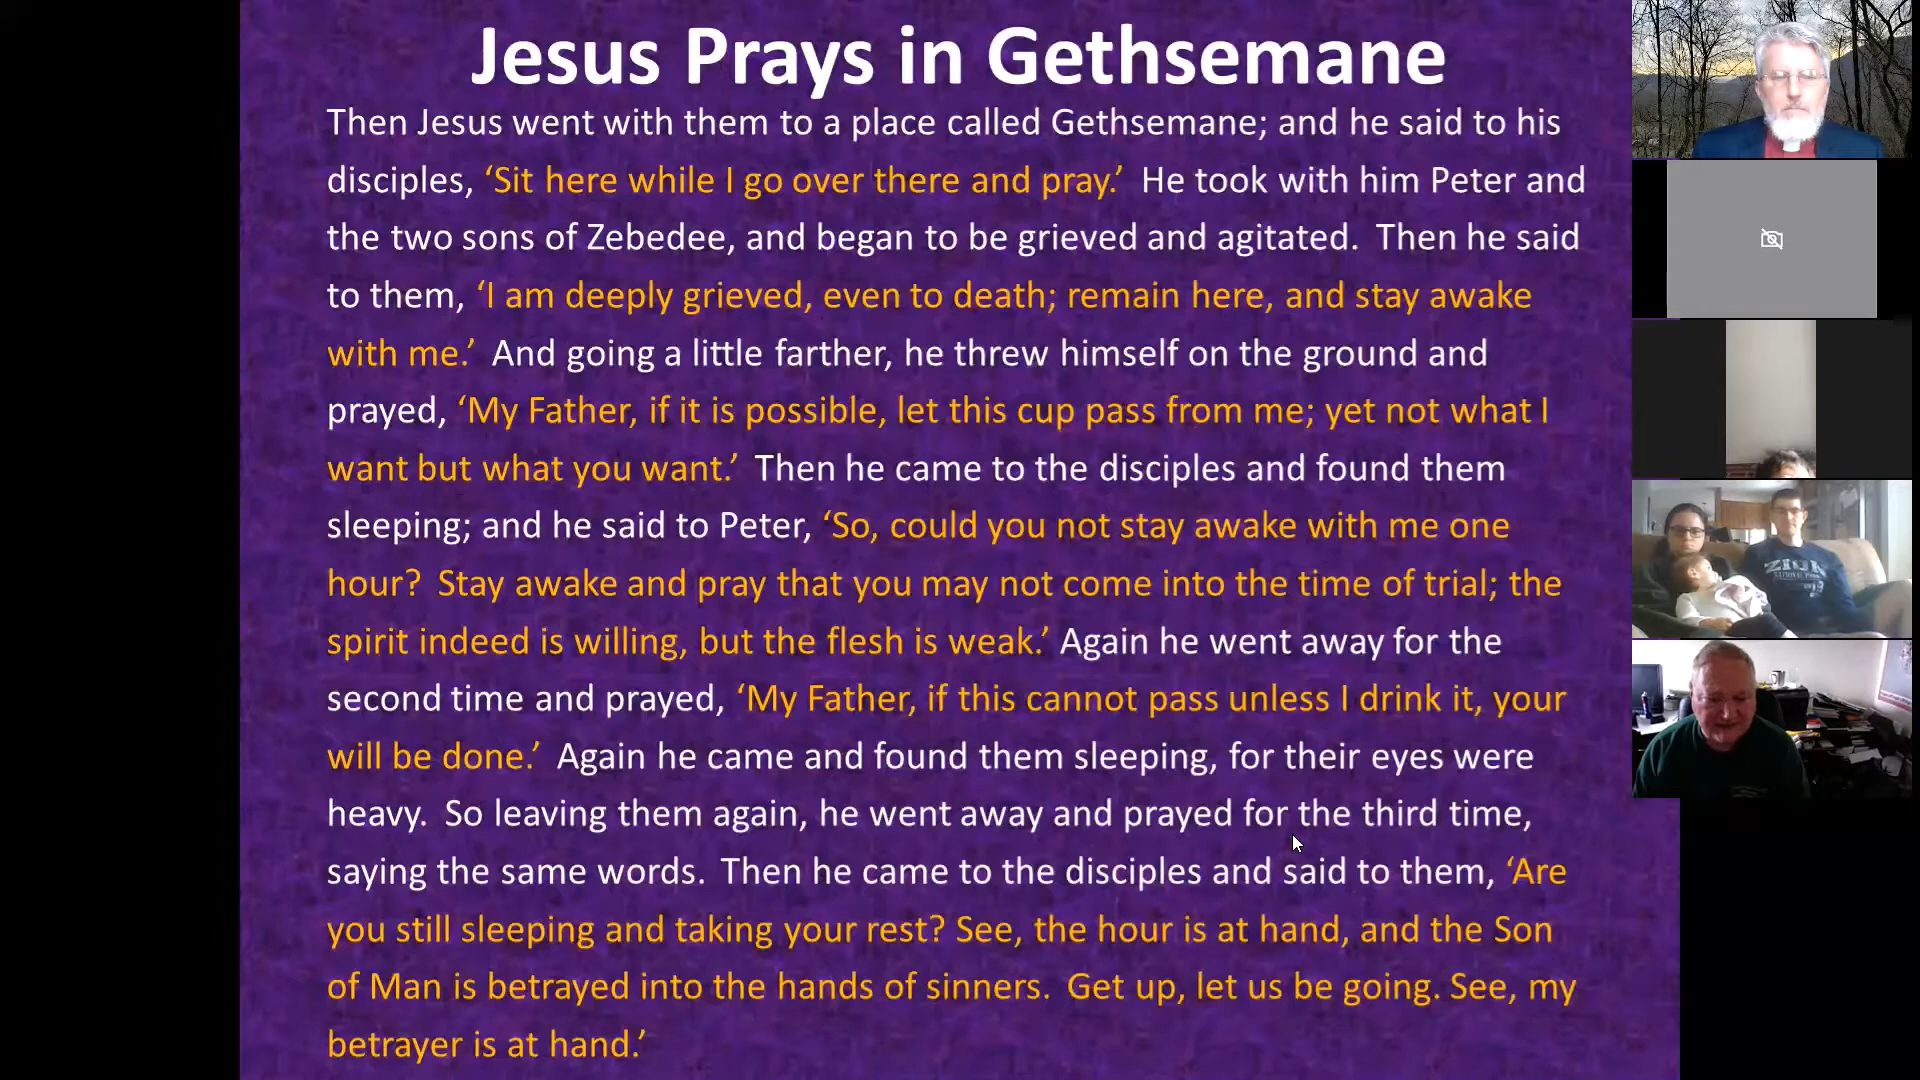 Jesus Prays in Gethsemane
Then Jesus went with them to a place called Gethsemane; and he said to his
disciples, ‘Sit here while I go over there and pray.’ He took with him Peter and
the two sons of Zebedee, and began to be grieved and agitated. Then he said
to them, ‘I am deeply grieved, even to death; remain here, and stay awake
with me.’ And going a little farther, he threw himself on the ground and
prayed, ‘My Father, if it is possible, let this cup pass from me; yet not what I
want but what you want.’ Then he came to the disciples and found them
sleeping; and he said to Peter, ‘So, could you not stay awake with me one
hour? Stay awake and pray that you may not come into the time of trial; the
spirit indeed is willing, but the flesh is weak.’ Again he went away for the
second time and prayed, ‘My Father, if this cannot pass unless I drink it, your
will be done.’ Again he came and found them sleeping, for their eyes were
heavy. So leaving them again, he went away and prayed for the third time,
saying the same words. Then he came to the disciples and said to them, ‘Are
you still sleeping and taking your rest? See, the hour is at hand, and the Son
of Man is betrayed into the hands of sinners. Get up, let us be going. See, my
betrayer is at hand.’
ZION